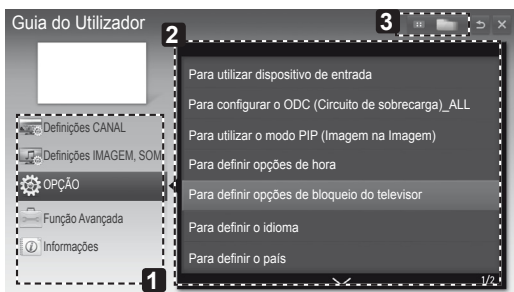 Guia do Utilizador
3
2
Para utilizar dispositivo de entrada
Para configurar o ODC (Circuito de sobrecarga)_ALL
Para utilizar o modo PIP (Imagem na Imagem)
Para definir opções de hora
Para definir opções de bloqueio do televisor
Para definir o idioma
Para definir o país
1/2
Definições CANAL
Definições IMAGEM, SOM
OPÇÃO
Função Avançada
Informações
1